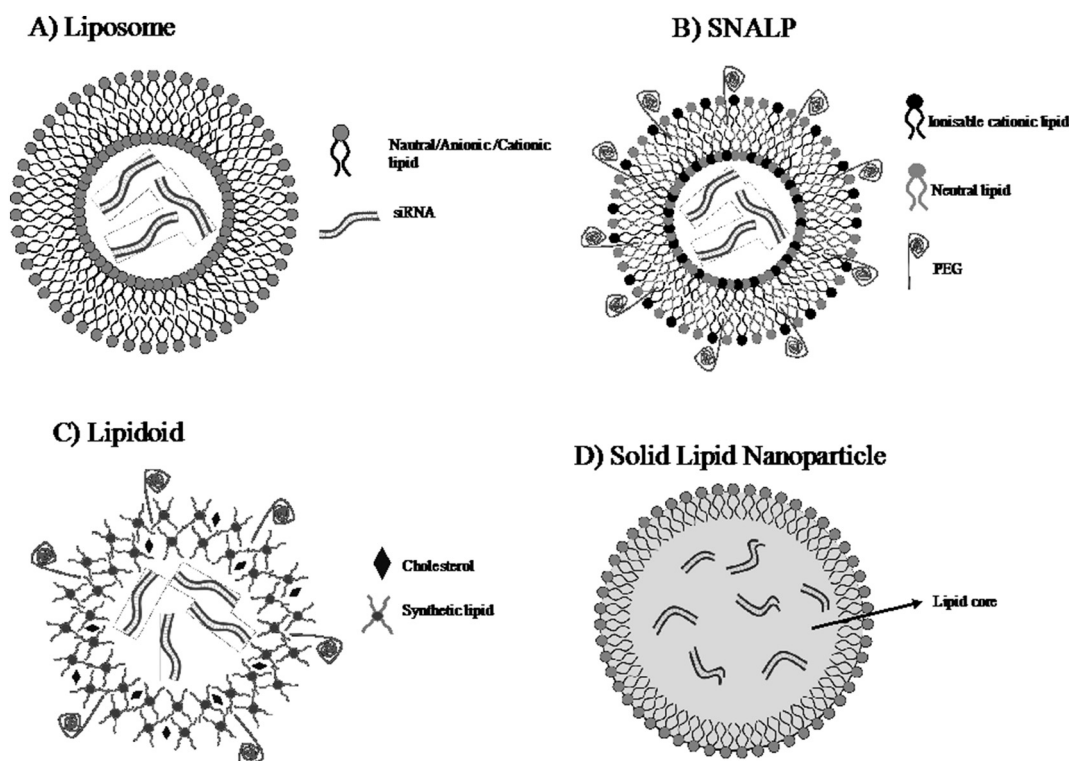 A) Liposome
Nautral/Anionic/Cationic
lipid
siRNA
B) SNALP
Ionisable cationic lipid
Neutral lipid
PEG
C) Lipidoid
Cholesterol
Synthetic lipid
D) Solid Lipid Nanoparticle
Lipid core